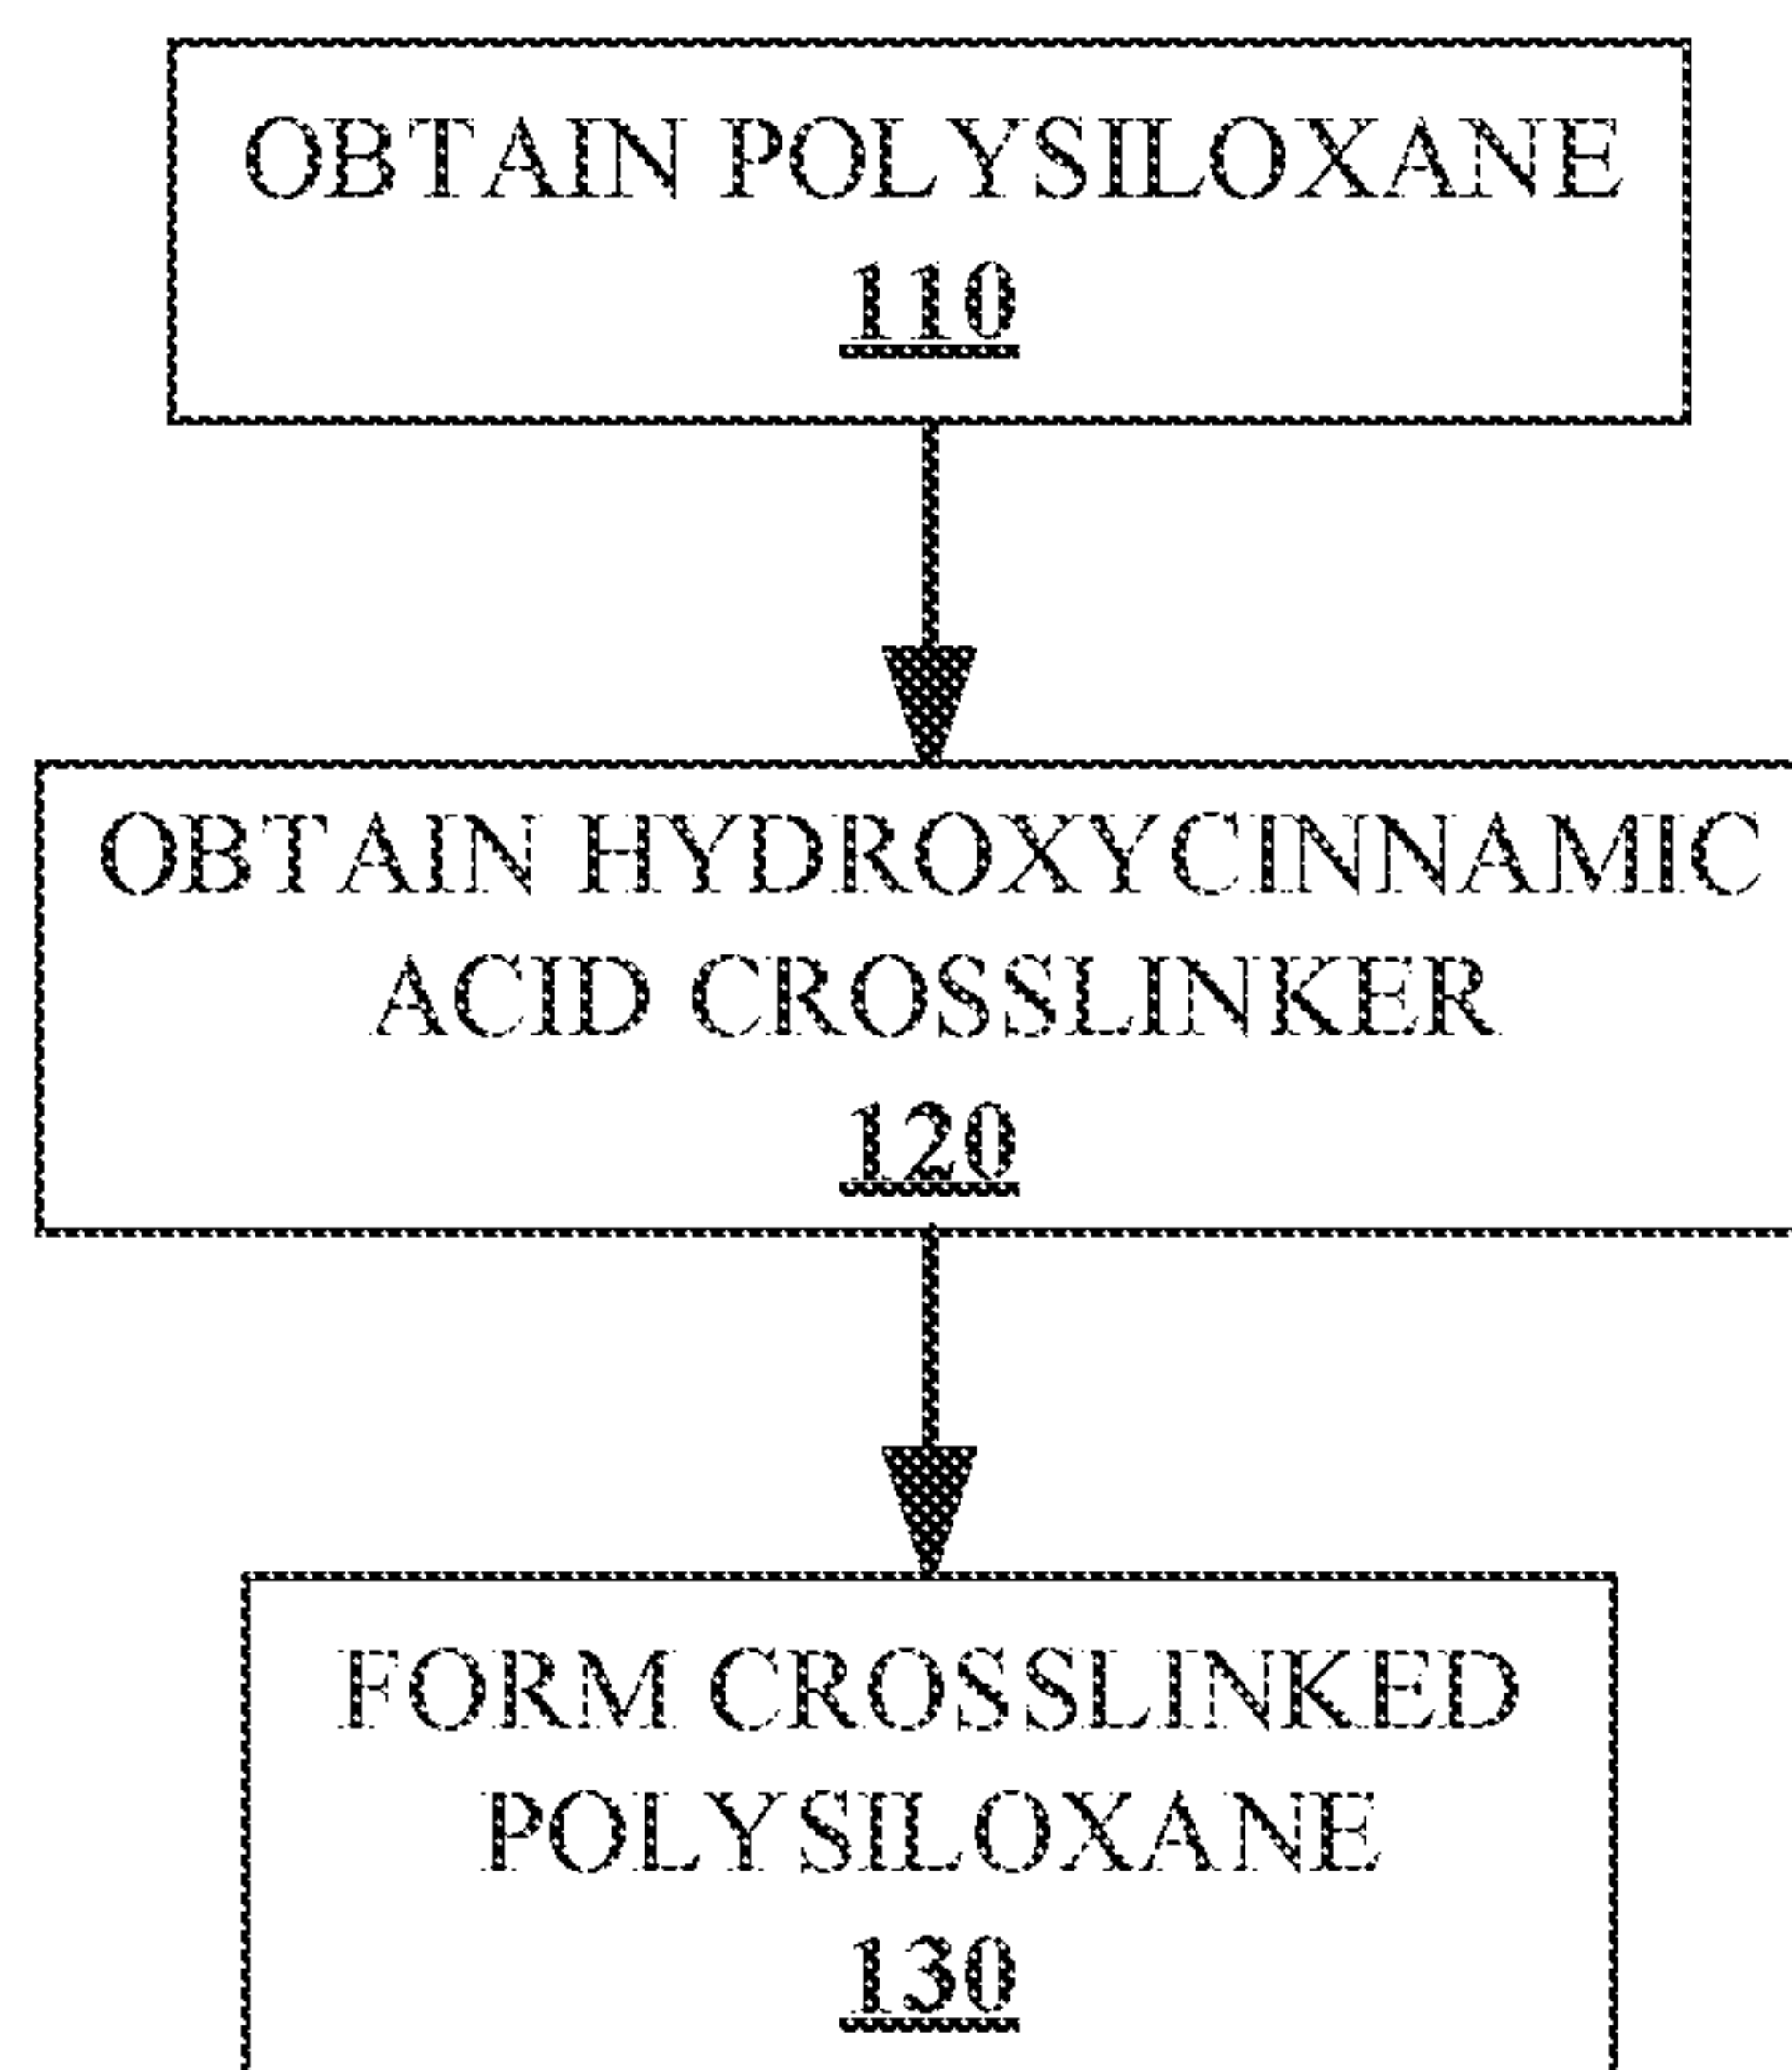 OBTAIN POLYSILOXANE
110
OBTAIN HYDROXYCINNAMIC
ACID CROSSLINKER
120
FORM CROSSLINKED
POLYSILOXANE
130